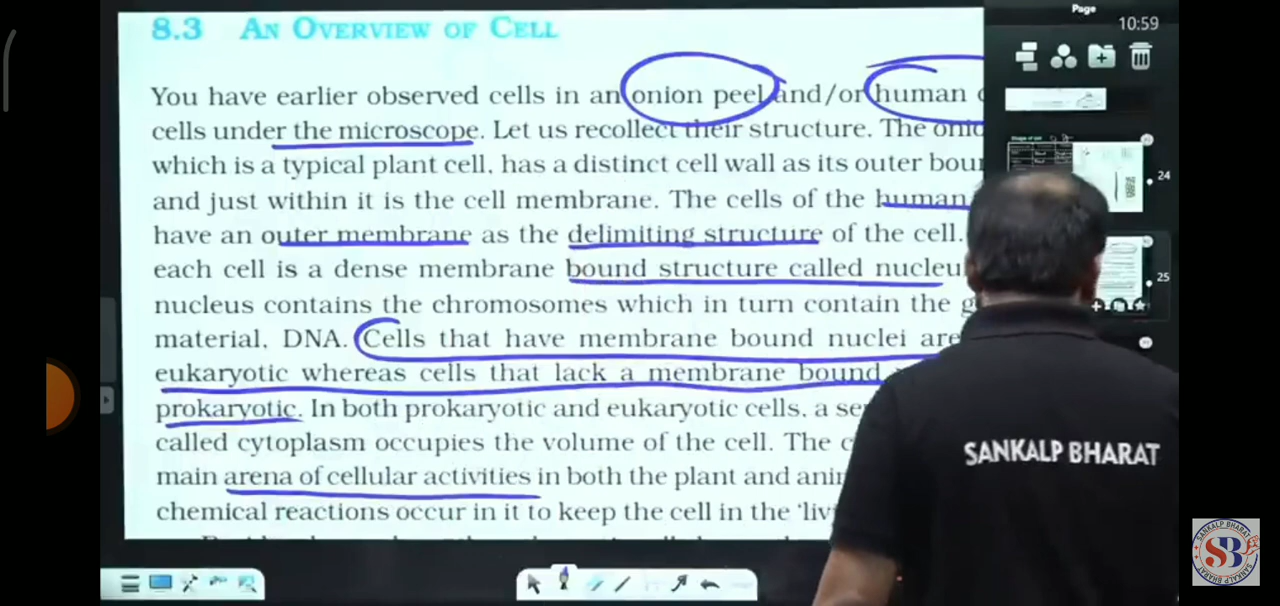 Page
10:59
8.3 AN OVERVIEW OF CELL
You have earlier observed cells in an onion peel and/or human
cells under the microscope. Let us recollect their structure. The
which is a typical plant cell, has a distinct cell wall as its outer
and just within it is the cell membrane. The cells of the human
have an outer membrane as the delimiting structure of the cell.
each cell is a dense membrane bound structure called
nucleus contains the chromosomes which in turn contain the
material, DNA. Cells that have membrane bound nuclei are
eukaryotic whereas cells that lack a membrane bound
prokaryotic. In both prokaryotic and eukaryotic cells, a
called cytoplasm occupies the volume of the cell. The
main arena of cellular activities in both the plant and
chemical reactions occur in it to keep the cell in the
24
25
SANKALP BHARAT
SANKALP BHARAT
SB
SANKALP BHARAT